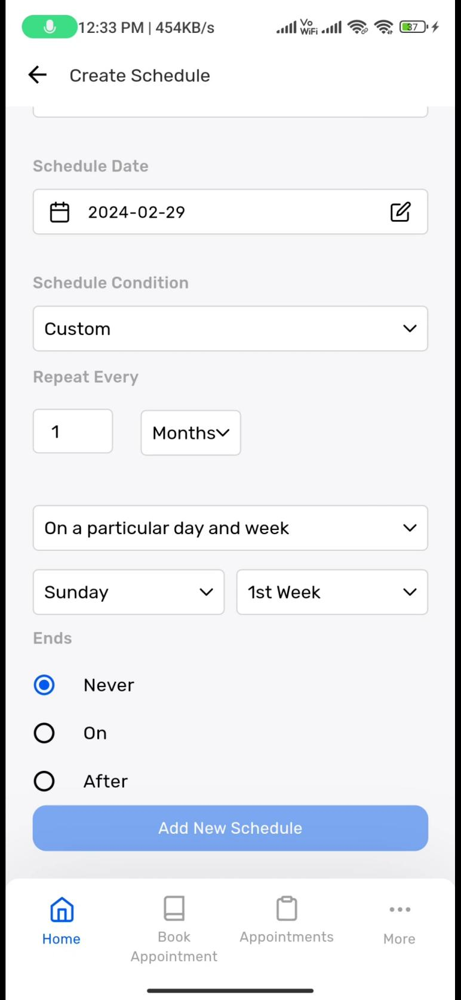 12:33 PM | 454KB/s Vo WiFi 37
Create Schedule
Schedule Date
2024-02-29
Schedule Condition
Custom
Repeat Every
1 Months
On a particular day and week
Sunday 1st Week
Ends
Never
On
After
Add New Schedule
Home
Book
Appointment
Appointments
More